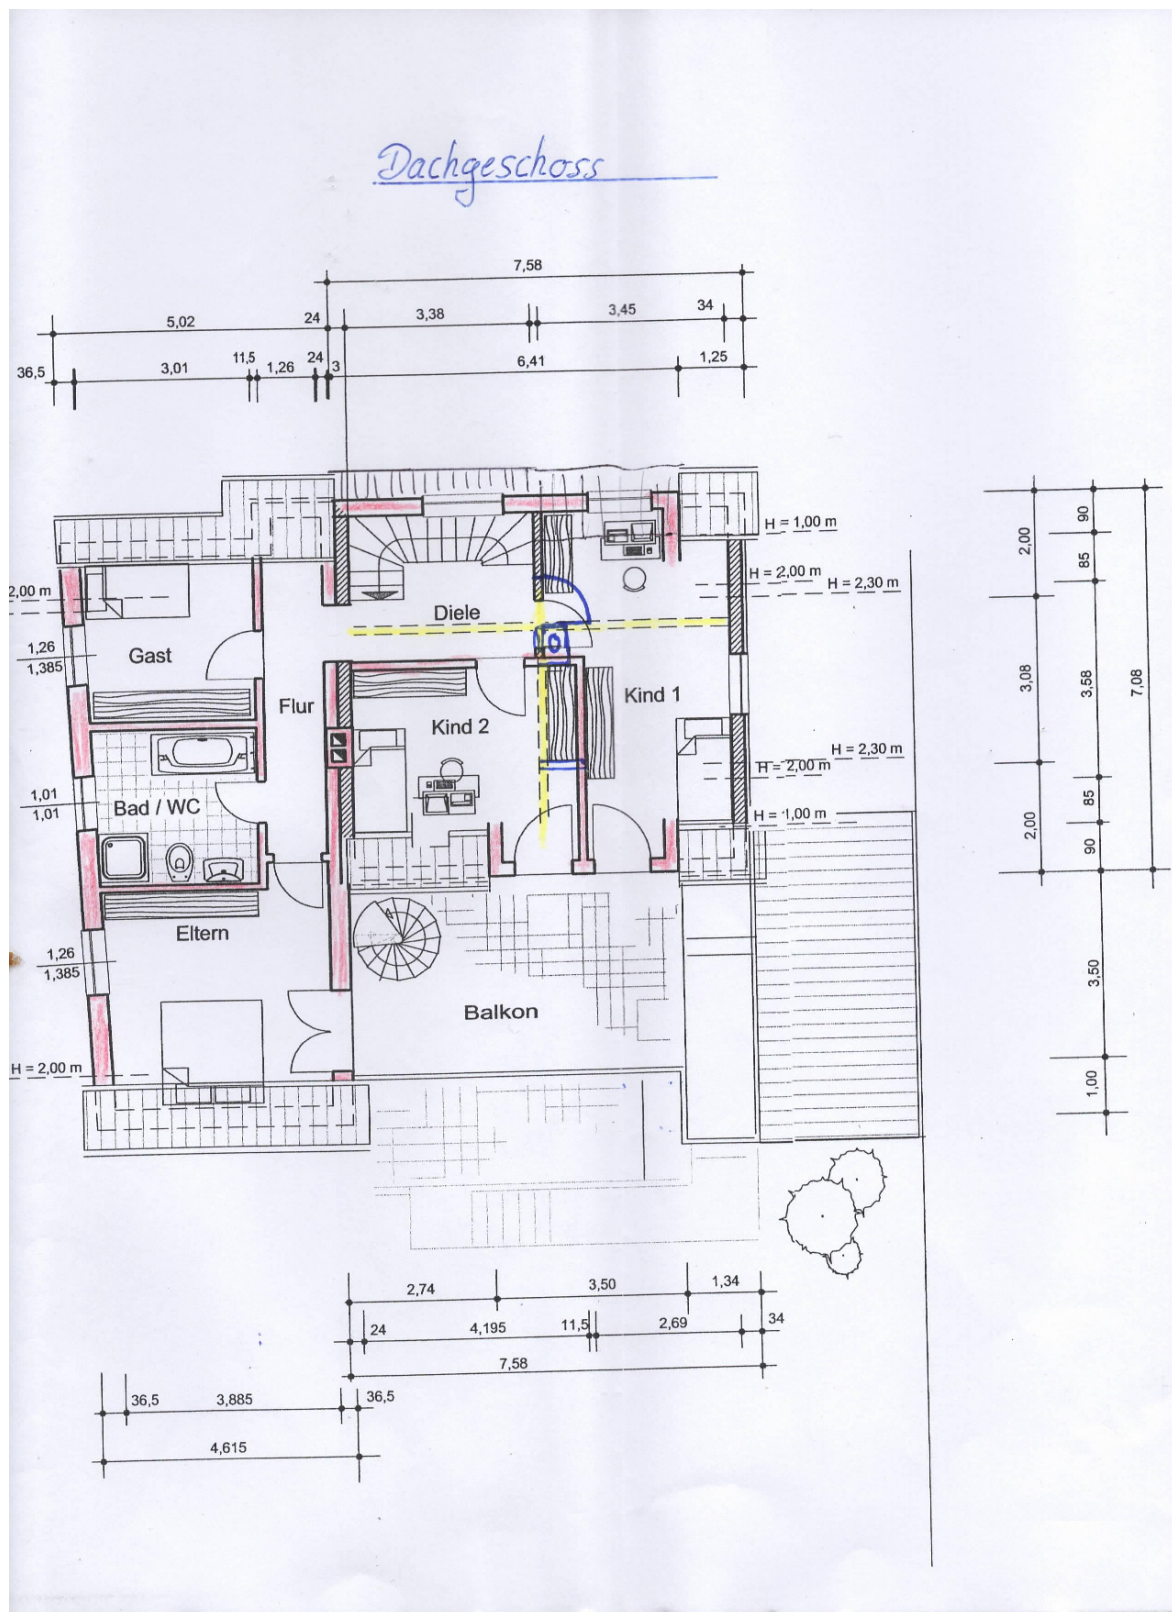 Dachgeschoss
7,58
5,02
24
3,38
3,45
34
36,5
3,01
11,5
1,26
24
3
6,41
1,25
H = 1,00 m
H = 2,00 m
H = 2,30 m
2,00 m
Diele
1,26
1,385
Gast
Flur
Kind 1
Kind 2
H = 2,30 m
H = 2,00 m
H = 1,00 m
1,01
1,01
Bad / WC
Eltern
1,26
1,385
Balkon
H = 2,00 m
90
2,00
85
3,08
3,58
7,08
85
2,00
90
3,50
1,00
2,74
3,50
1,34
24
4,195
11,5
2,69
34
7,58
36,5
3,885
36,5
4,615